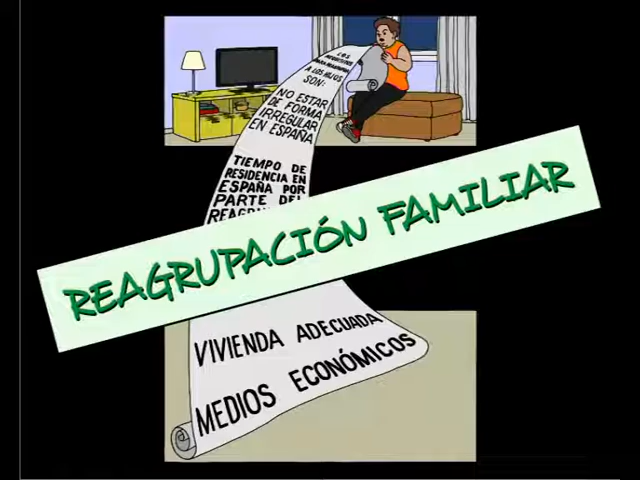 A LOS HIJOS
SON:
NO ESTAR
DE FORMA
IRREGULAR
EN ESPAÑA
TIEMPO DE
RESIDENCIA EN
ESPAÑA POR
PARTE DEL
REAGRUPACIÓN FAMILIAR
VIVIENDA ADECUADA
MEDIOS ECONÓMICOS